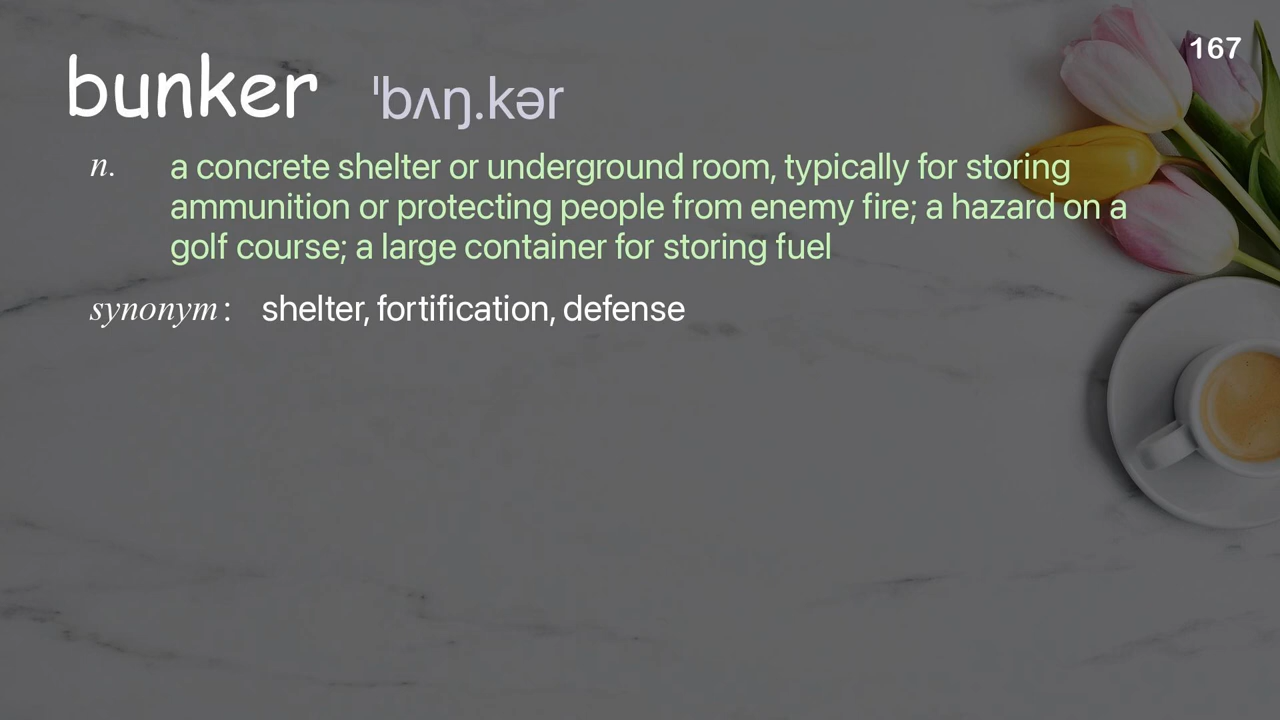 167
bunker ˈbʌŋ.kər
n. a concrete shelter or underground room, typically for storing
ammunition or protecting people from enemy fire; a hazard on a
golf course; a large container for storing fuel
synonym: shelter, fortification, defense